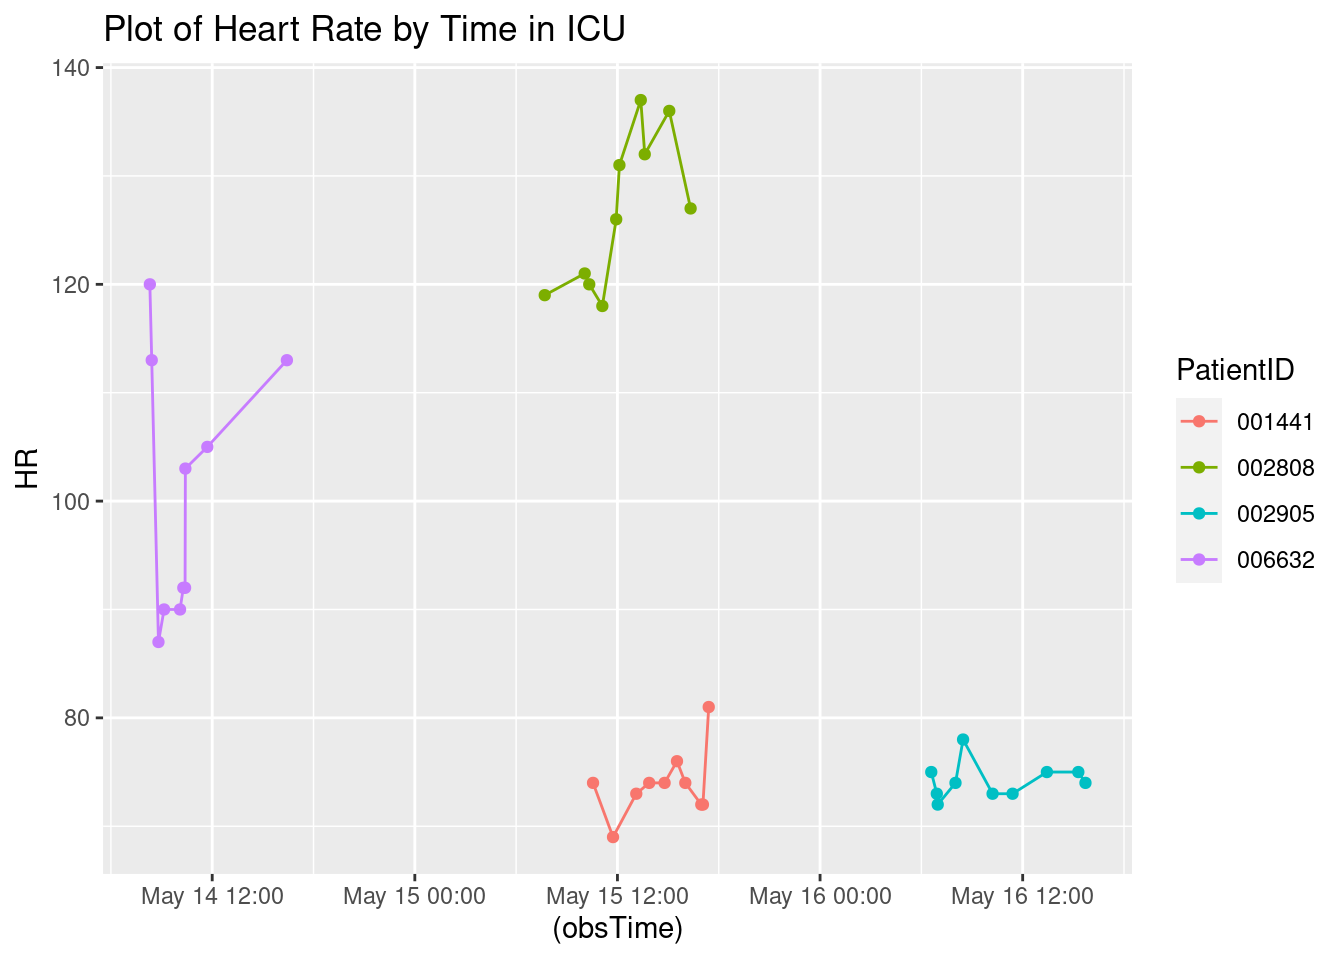 Plot of Heart Rate by Time in ICU
140
120
100
80
HR
May 14 12:00
May 15 00:00
May 15 12:00
May 16 00:00
May 16 12:00
(obsTime)
PatientID
001441
002808
002905
006632